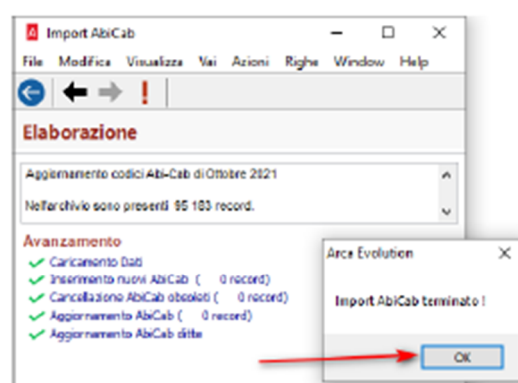 Import AbiCab
File Modifica Visualizza Vai Azioni Righe Window Help
Elaborazione
Aggiornamento codici Abi-Cab di Ottobre 2021
Nell'archivio sono presenti 95 183 record.
Avanzamento
Caricamento Dati
Inserimento nuovi AbiCab ( 0 record)
Cancellazione AbiCab obsoleti ( 0 record)
Aggiornamento AbiCab ( 0 record)
Aggiornamento AbiCab ditte
Arca Evolution
Import AbiCab terminato !
OK